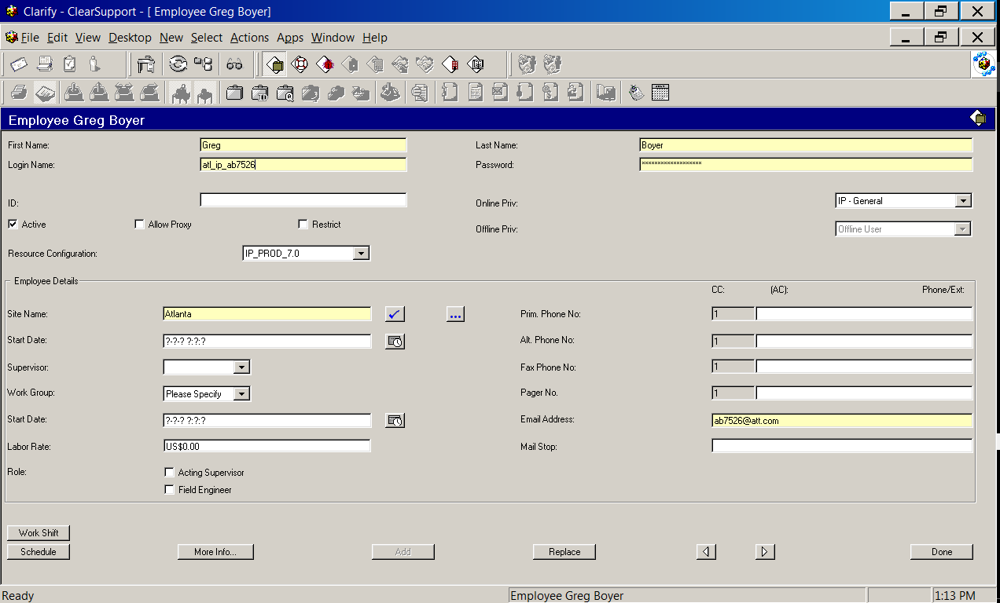 Clarify - ClearSupport - [ Employee Greg Boyer]
File Edit View Desktop New Select Actions Apps Window Help
Employee Greg Boyer
First Name: Greg Last Name: Boyer
Login Name: atl_ip_ab7526 Password: *******************
ID: Online Priv: IP - General
Active Allow Proxy Restrict Offline Priv: Offline User
Resource Configuration: IP_PROD_7.0
Employee Details
CC: (AC): Phone/Ext:
Site Name: Atlanta ... Prim. Phone No: 1
Start Date: ?-?-? ?:?:? Alt. Phone No: 1
Supervisor: Fax Phone No: 1
Work Group: Please Specify Pager No. 1
Start Date: ?-?-? ?:?:? Email Address: ab7526@att.com
Labor Rate: US$0.00 Mail Stop:
Role: Acting Supervisor
Field Engineer
Work Shift
Schedule More Info... Add Replace Done
Ready Employee Greg Boyer 1:13 PM